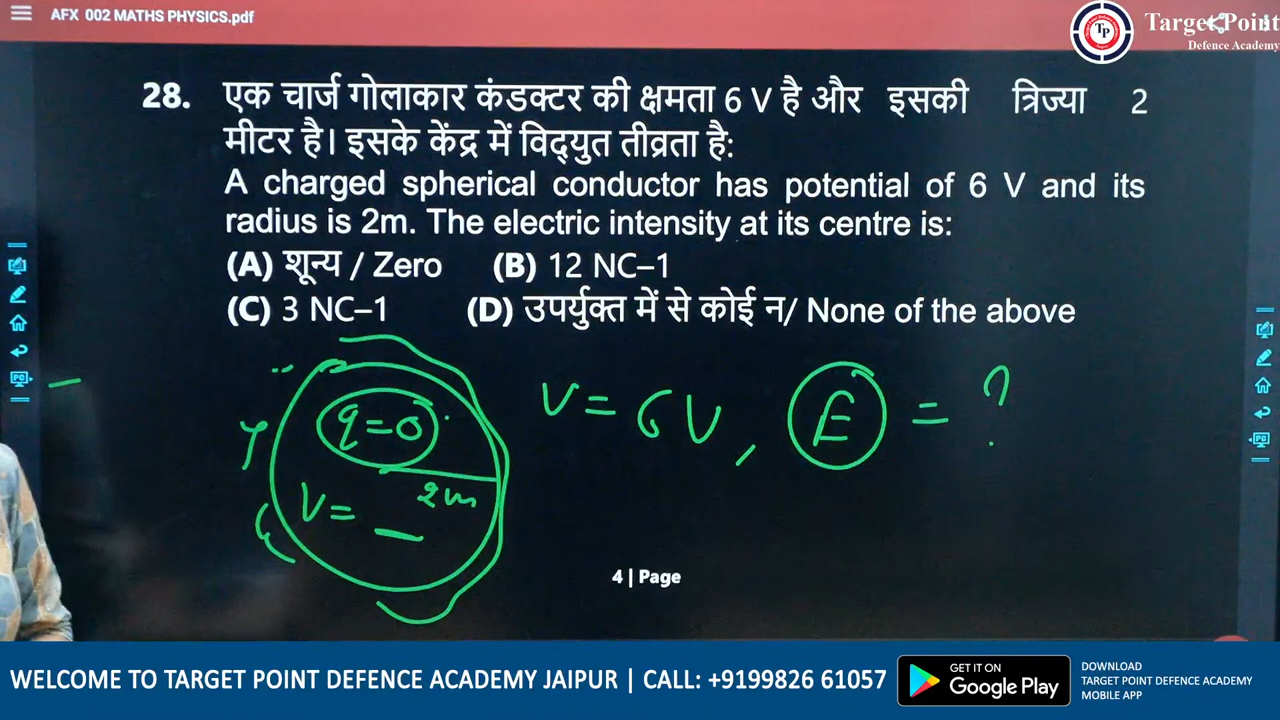 AFX 002 MATHS PHYSICS.pdf
Target Point
Defence Academy
TP
28. एक चार्ज गोलाकार कंडक्टर की क्षमता 6 V है और इसकी त्रिज्या 2
मीटर है। इसके केंद्र में विद्युत तीव्रता है:
A charged spherical conductor has potential of 6 V and its
radius is 2m. The electric intensity at its centre is:
(A) शून्य / Zero (B) 12 NC–1
(C) 3 NC–1 (D) उपर्युक्त में से कोई न/ None of the above
q=0
V=
2m
V=6V, E = ?
4 | Page
WELCOME TO TARGET POINT DEFENCE ACADEMY JAIPUR | CALL: +9199826 61057
GET IT ON
Google Play
DOWNLOAD
TARGET POINT DEFENCE ACADEMY
MOBILE APP